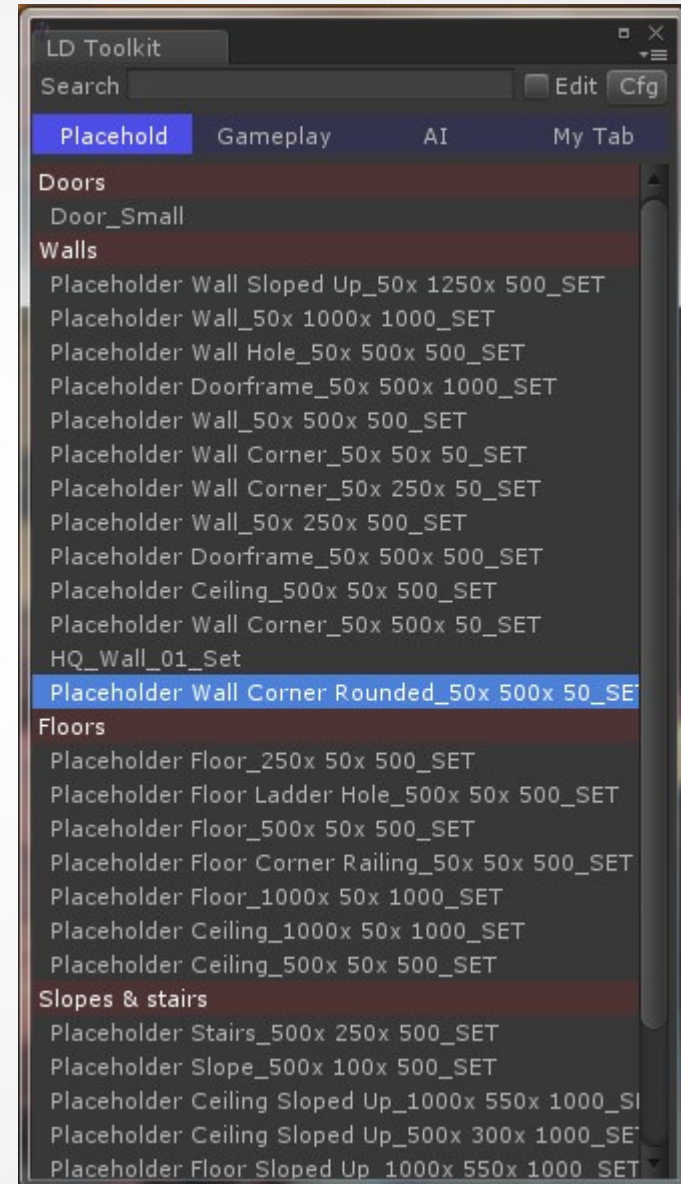 LD Toolkit
Search Edit Cfg
Placehold Gameplay AI My Tab
Doors
Door_Small
Walls
Placeholder Wall Sloped Up_50x 1250x 500_SET
Placeholder Wall_50x 1000x 1000_SET
Placeholder Wall Hole_50x 500x 500_SET
Placeholder Doorframe_50x 500x 1000_SET
Placeholder Wall_50x 500x 500_SET
Placeholder Wall Corner_50x 50x 50_SET
Placeholder Wall Corner_50x 250x 50_SET
Placeholder Wall_50x 250x 500_SET
Placeholder Doorframe_50x 500x 500_SET
Placeholder Ceiling_500x 50x 500_SET
Placeholder Wall Corner_50x 500x 50_SET
HQ_Wall_01_Set
Placeholder Wall Corner Rounded_50x 500x 50_SE
Floors
Placeholder Floor_250x 50x 500_SET
Placeholder Floor Ladder Hole_500x 50x 500_SET
Placeholder Floor_500x 50x 500_SET
Placeholder Floor Corner Railing_50x 50x 500_SET
Placeholder Floor_1000x 50x 1000_SET
Placeholder Ceiling_1000x 50x 1000_SET
Placeholder Ceiling_500x 50x 500_SET
Slopes & stairs
Placeholder Stairs_500x 250x 500_SET
Placeholder Slope_500x 100x 500_SET
Placeholder Ceiling Sloped Up_1000x 550x 1000_S
Placeholder Ceiling Sloped Up_500x 300x 1000_SE
Placeholder Floor Sloped Up_1000x 550x 1000_SET